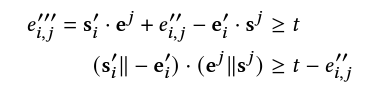 e'''_{i,j} = s'_i · e^j + e''_{i,j} − e'_i · s^j ≥ t
(s'_i‖ − e'_i) · (e^j‖s^j) ≥ t − e''_{i,j}